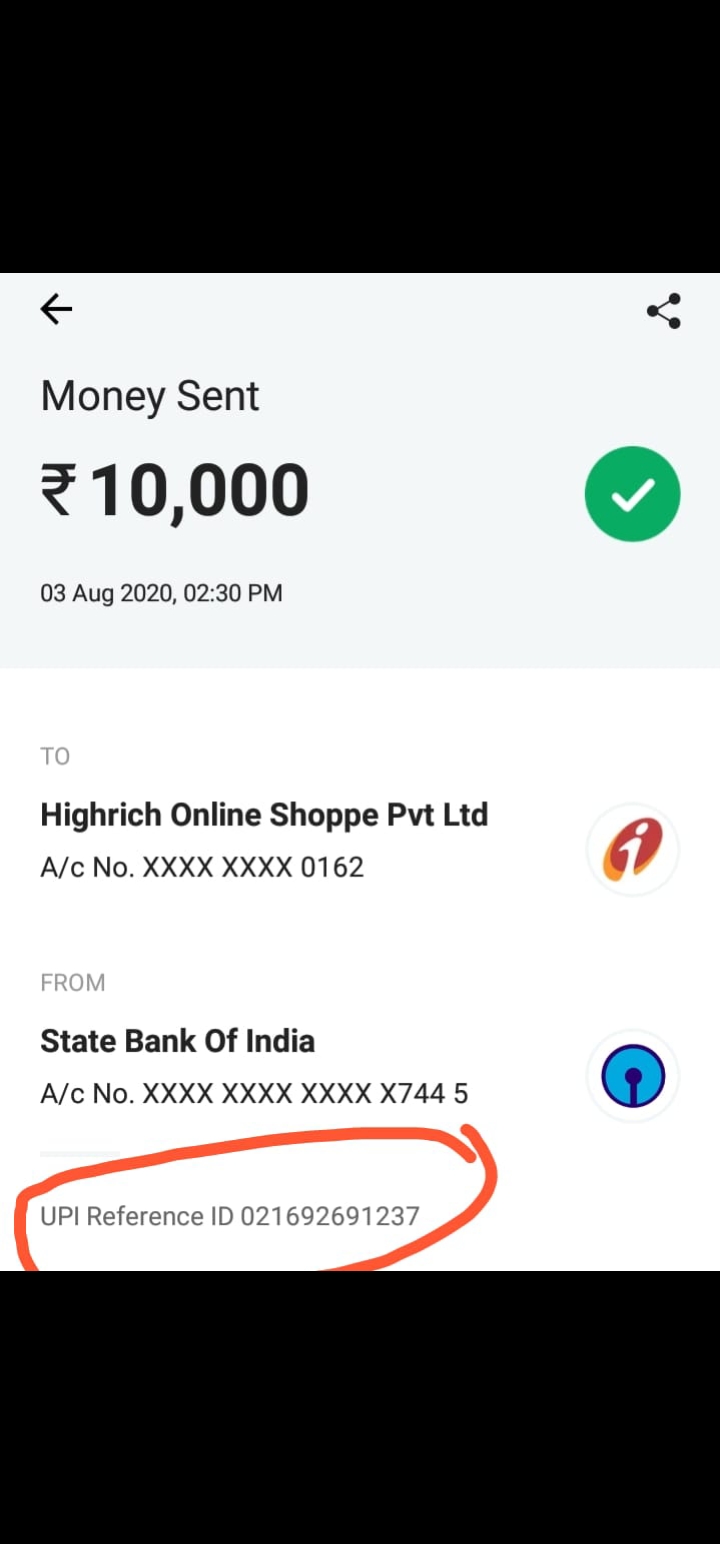 Money Sent
₹10,000
03 Aug 2020, 02:30 PM
TO
Highrich Online Shoppe Pvt Ltd
A/c No. XXXX XXXX 0162
FROM
State Bank Of India
A/c No. XXXX XXXX XXXX X744 5
UPI Reference ID 021692691237